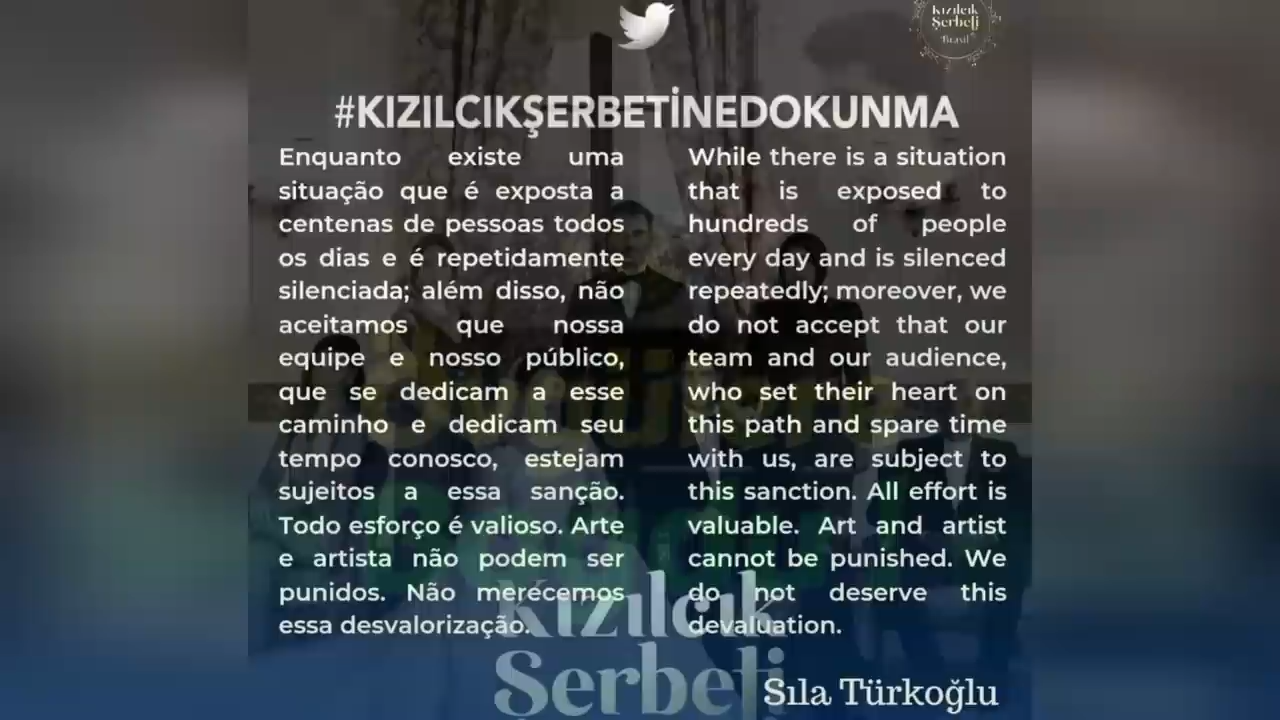 Kızılcık
Şerbeti
Brasil
#KIZILCIKŞERBETİNEDOKUNMA
Enquanto existe uma
situação que é exposta a
centenas de pessoas todos
os dias e é repetidamente
silenciada; além disso, não
aceitamos que nossa
equipe e nosso público,
que se dedicam a esse
caminho e dedicam seu
tempo conosco, estejam
sujeitos a essa sanção.
Todo esforço é valioso. Arte
e artista não podem ser
punidos. Não merecemos
essa desvalorização.
While there is a situation
that is exposed to
hundreds of people
every day and is silenced
repeatedly; moreover, we
do not accept that our
team and our audience,
who set their heart on
this path and spare time
with us, are subject to
this sanction. All effort is
valuable. Art and artist
cannot be punished. We
do not deserve this
devaluation.
Kızılcık
Şerbeti
Sıla Türkoğlu